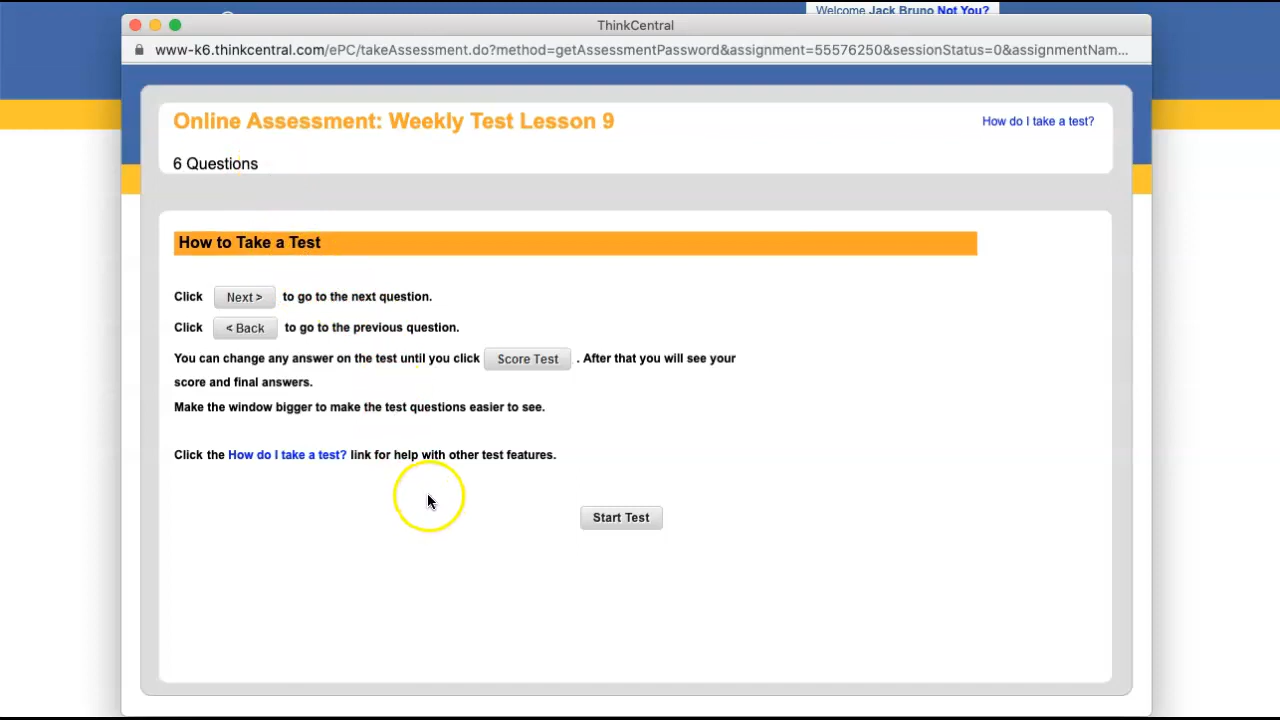 Welcome Jack Bruno Not You?
ThinkCentral
www-k6.thinkcentral.com/ePC/takeAssessment.do?method=getAssessmentPassword&assignment=55576250&sessionStatus=0&assignmentNam...
Online Assessment: Weekly Test Lesson 9
How do I take a test?
6 Questions
How to Take a Test
Click Next > to go to the next question.
Click < Back to go to the previous question.
You can change any answer on the test until you click Score Test . After that you will see your
score and final answers.
Make the window bigger to make the test questions easier to see.
Click the How do I take a test? link for help with other test features.
Start Test